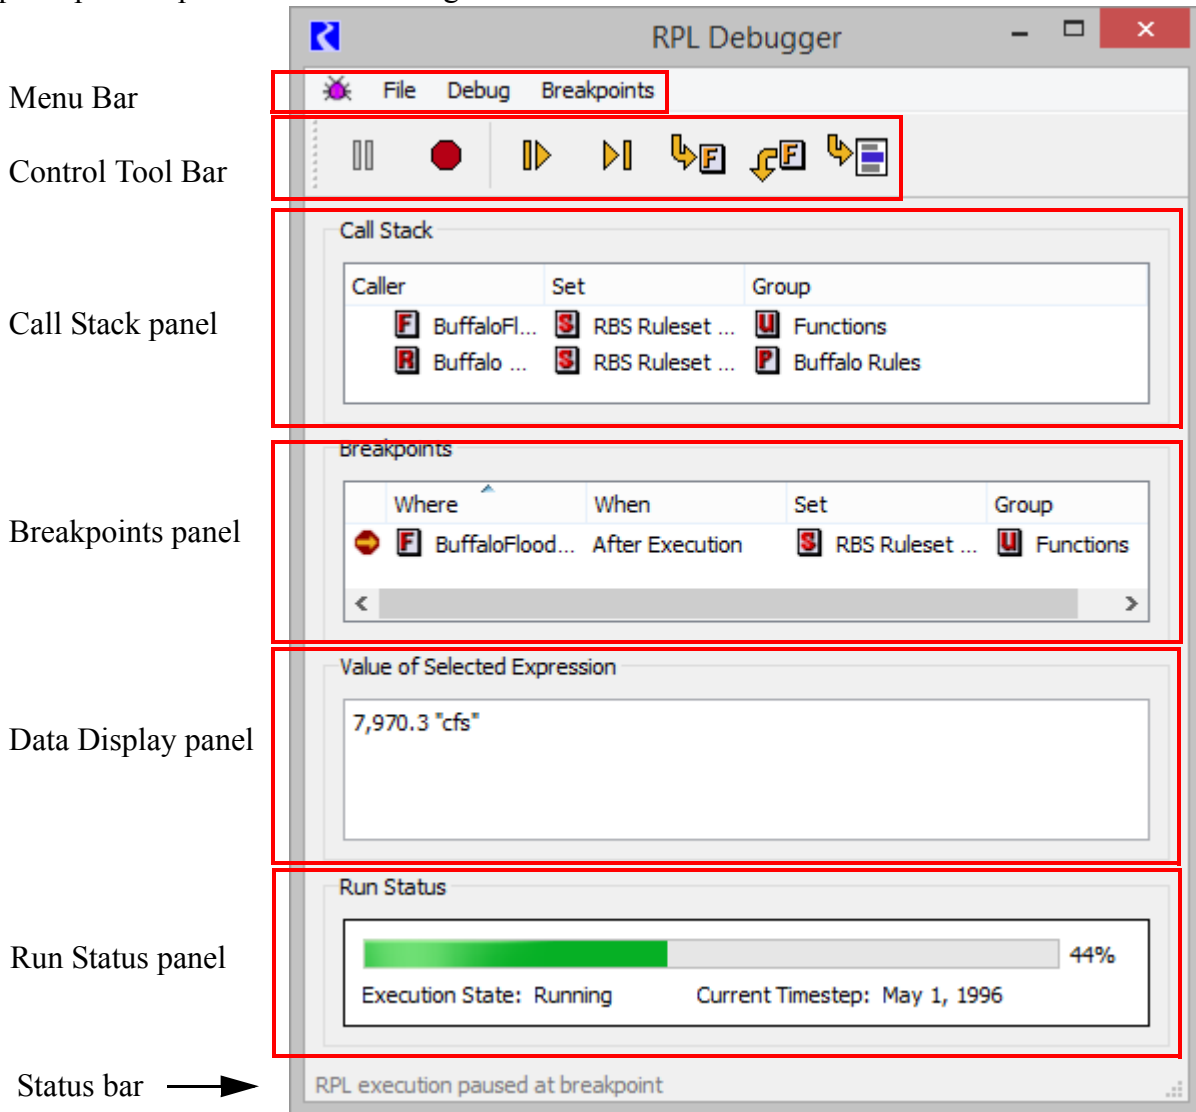 RPL Debugger
Menu Bar
File Debug Breakpoints
Control Tool Bar
F F
Call Stack
Caller Set Group
Call Stack panel
F BuffaloFl... S RBS Ruleset ... U Functions
R Buffalo ... S RBS Ruleset ... P Buffalo Rules
Breakpoints
Where When Set Group
Breakpoints panel
F BuffaloFlood... After Execution S RBS Ruleset ... U Functions
Value of Selected Expression
7,970.3 "cfs"
Data Display panel
Run Status
44%
Run Status panel
Execution State: Running Current Timestep: May 1, 1996
Status bar
RPL execution paused at breakpoint